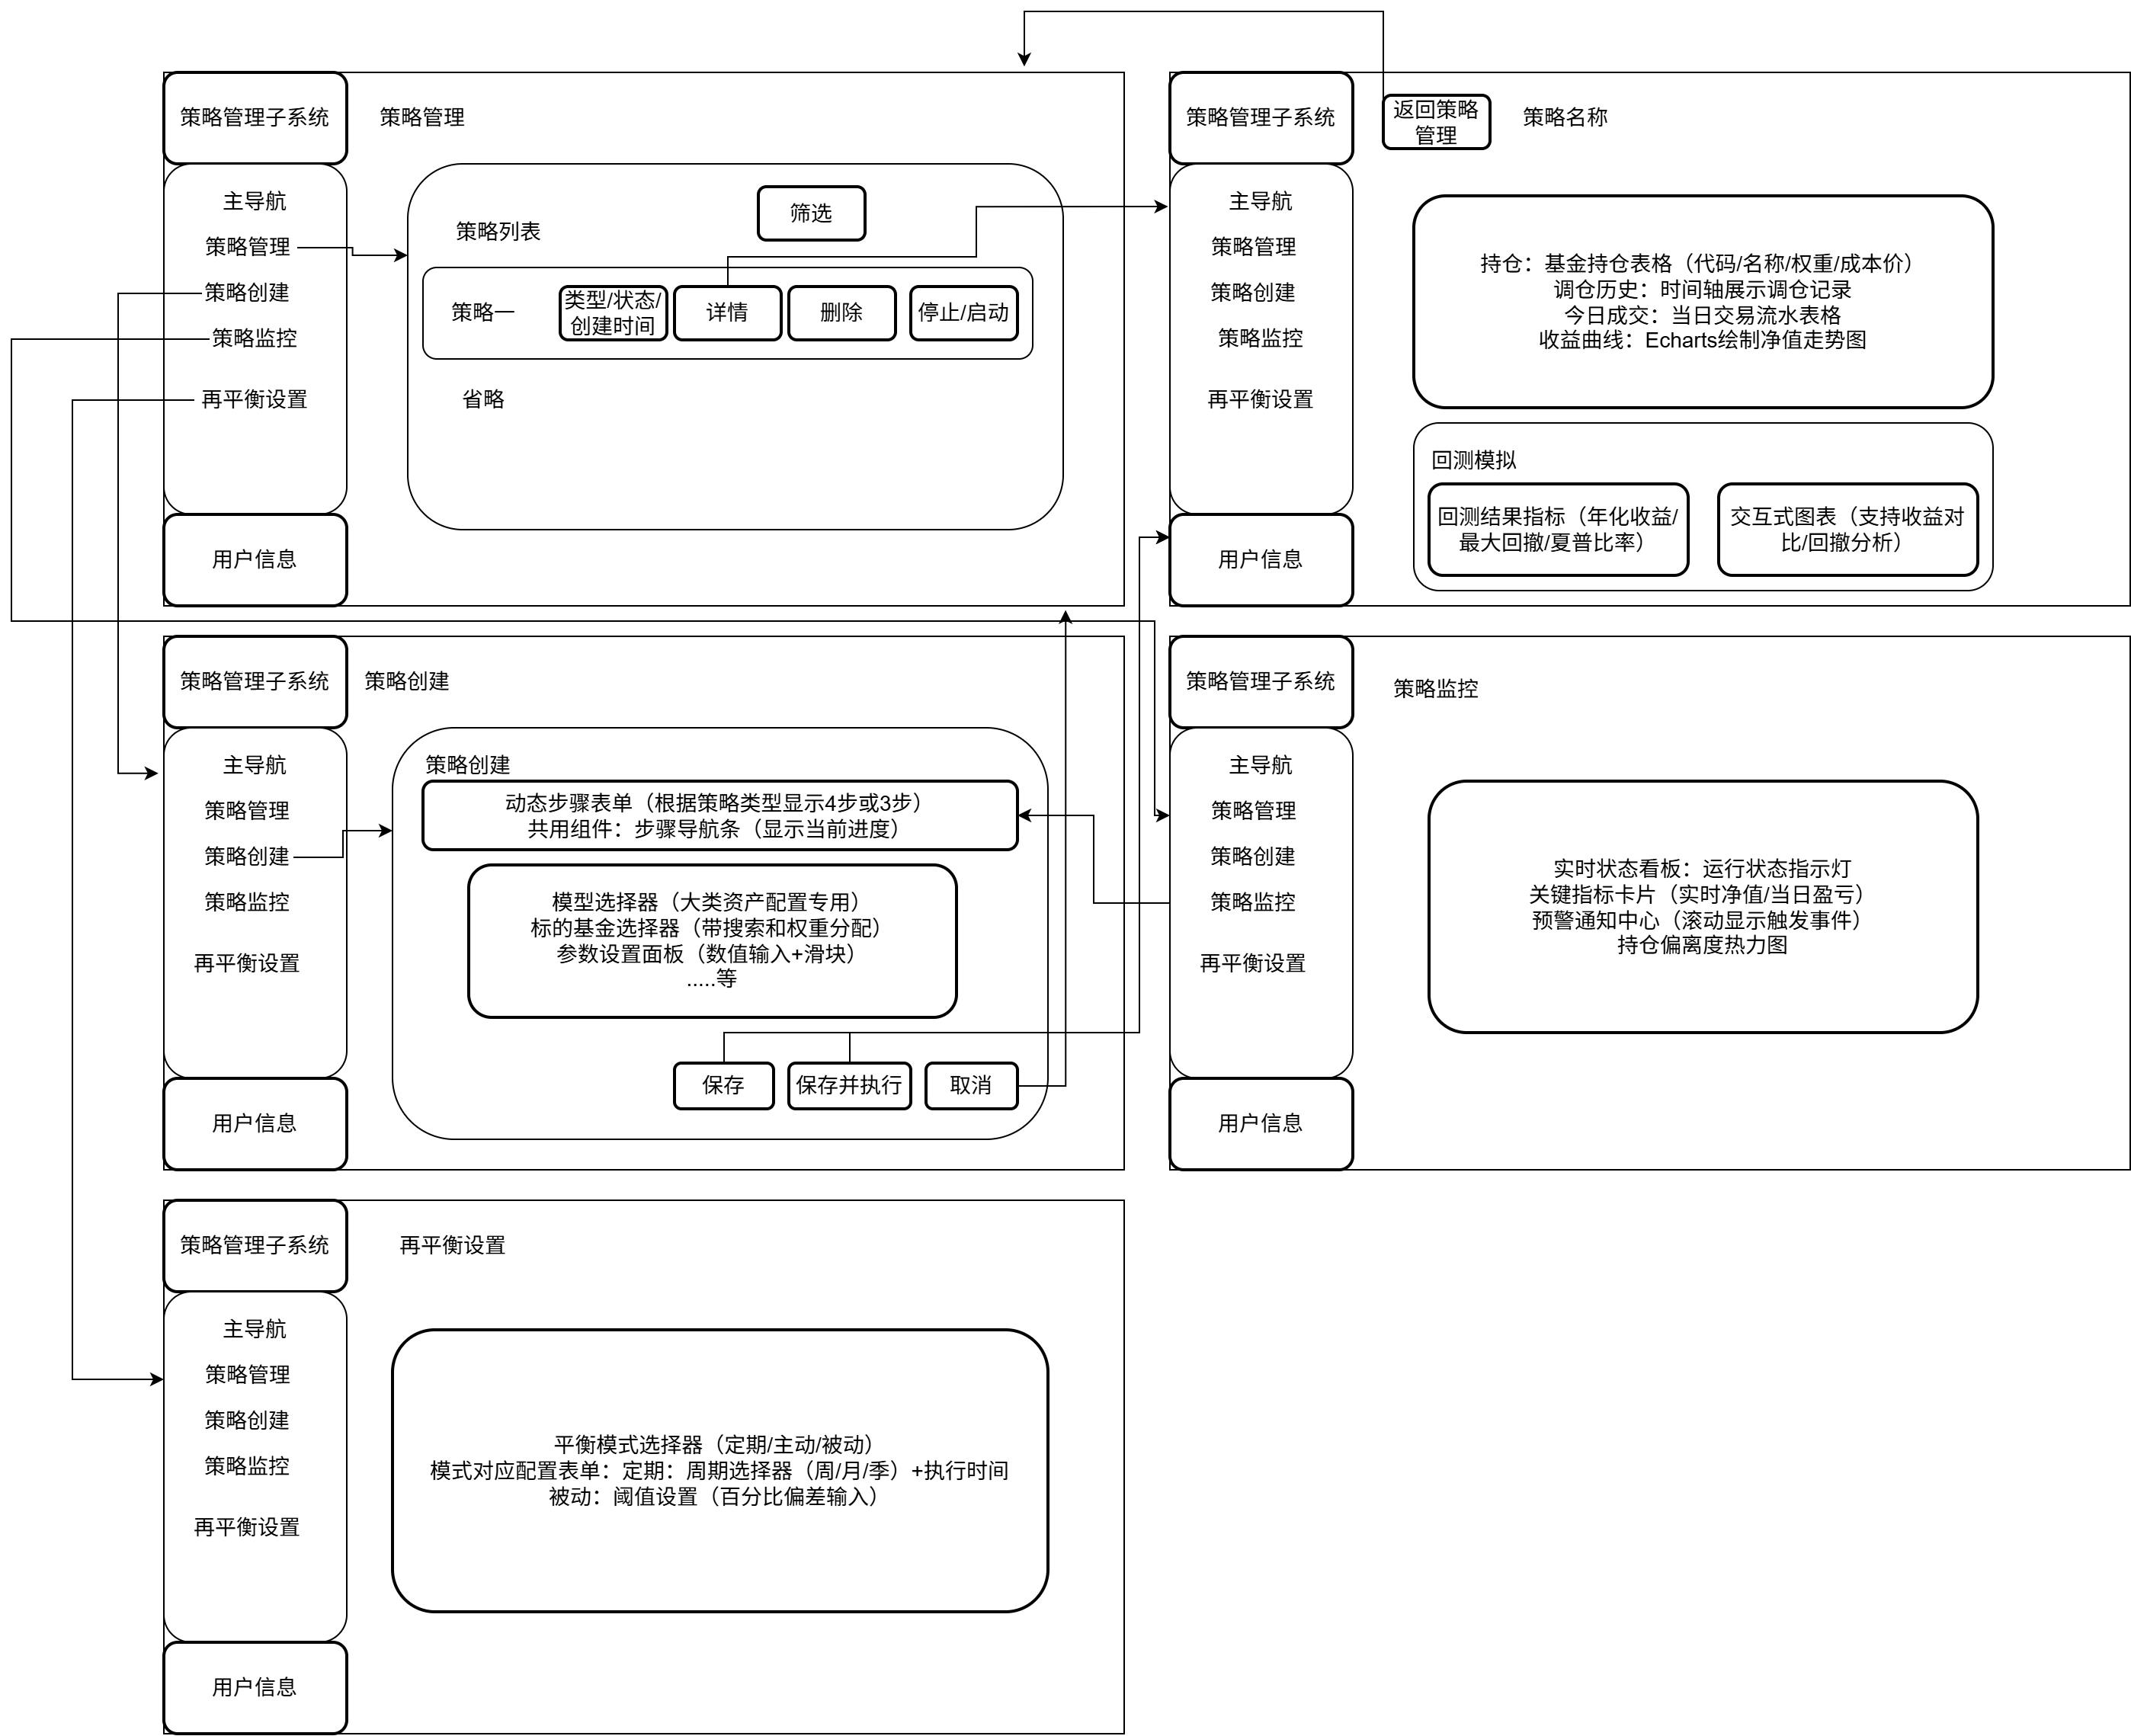 策略管理子系统
策略管理
主导航
策略管理
策略创建
策略监控
再平衡设置
用户信息
筛选
策略列表
策略一
类型/状态/
创建时间
详情
删除
停止/启动
省略
策略管理子系统
返回策略
管理
策略名称
主导航
策略管理
策略创建
策略监控
再平衡设置
用户信息
持仓：基金持仓表格（代码/名称/权重/成本价）
调仓历史：时间轴展示调仓记录
今日成交：当日交易流水表格
收益曲线：Echarts绘制净值走势图
回测模拟
回测结果指标（年化收益/
最大回撤/夏普比率）
交互式图表（支持收益对
比/回撤分析）
策略管理子系统
策略创建
主导航
策略管理
策略创建
策略监控
再平衡设置
用户信息
策略创建
动态步骤表单（根据策略类型显示4步或3步）
共用组件：步骤导航条（显示当前进度）
模型选择器（大类资产配置专用）
标的基金选择器（带搜索和权重分配）
参数设置面板（数值输入+滑块）
.....等
保存
保存并执行
取消
策略管理子系统
策略监控
主导航
策略管理
策略创建
策略监控
再平衡设置
用户信息
实时状态看板：运行状态指示灯
关键指标卡片（实时净值/当日盈亏）
预警通知中心（滚动显示触发事件）
持仓偏离度热力图
策略管理子系统
再平衡设置
主导航
策略管理
策略创建
策略监控
再平衡设置
用户信息
平衡模式选择器（定期/主动/被动）
模式对应配置表单：定期：周期选择器（周/月/季）+执行时间
被动：阈值设置（百分比偏差输入）